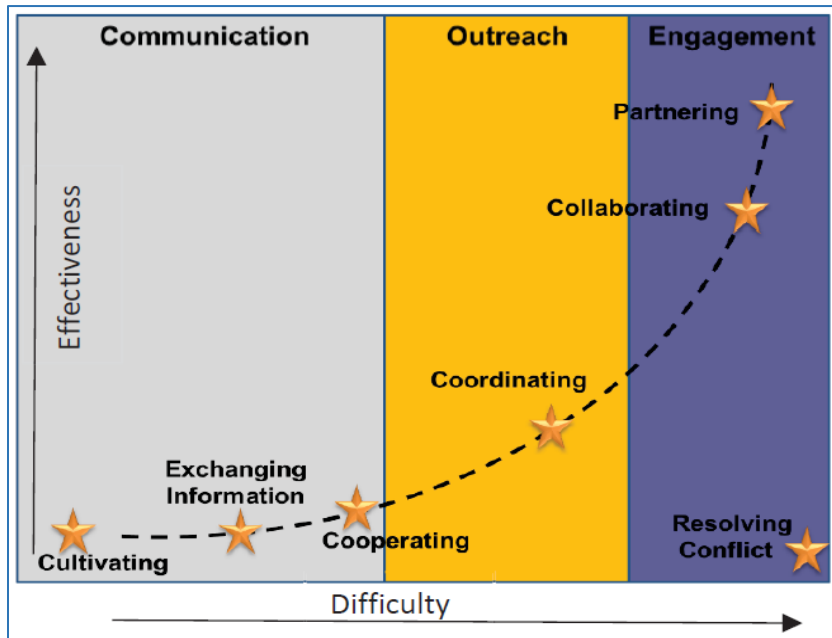 Communication
Outreach
Engagement
Partnering
Collaborating
Effectiveness
Coordinating
Exchanging
Information
Cooperating
Cultivating
Resolving
Conflict
Difficulty